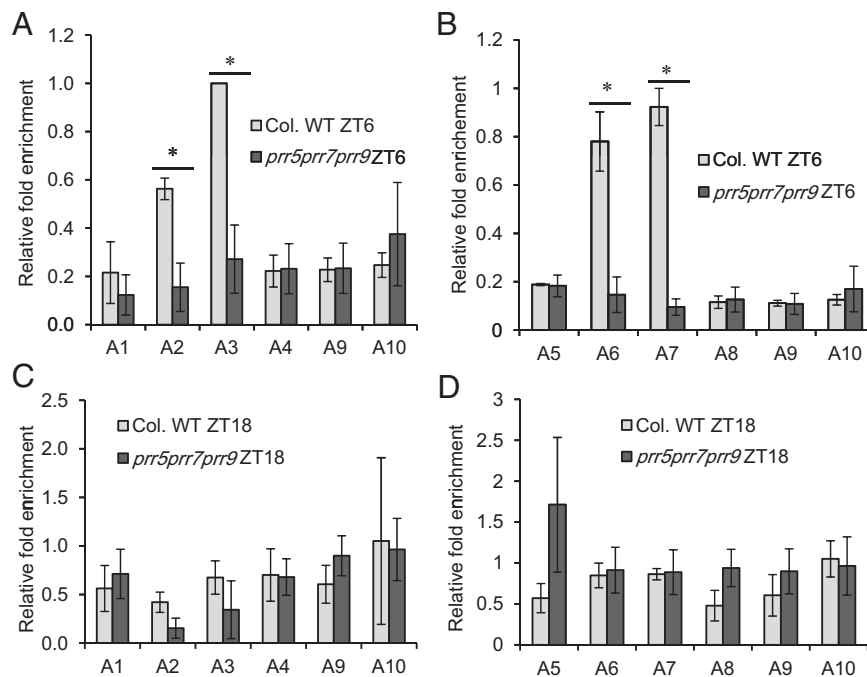 A
Relative fold enrichment
1.2
1.0
0.8
0.6
0.4
0.2
0.0
*
*
Col. WT ZT6
prr5prr7prr9 ZT6
A1 A2 A3 A4 A9 A10
B
Relative fold enrichement
1.2
1
0.8
0.6
0.4
0.2
0
*
*
Col. WT ZT6
prr5prr7prr9 ZT6
A5 A6 A7 A8 A9 A10
C
Relative fold enrichment
2.5
2.0
1.5
1.0
0.5
0.0
Col. WT ZT18
prr5prr7prr9 ZT18
A1 A2 A3 A4 A9 A10
D
Relative fold enrichment
3
2.5
2
1.5
1
0.5
0
Col. WT ZT18
prr5prr7prr9 ZT18
A5 A6 A7 A8 A9 A10